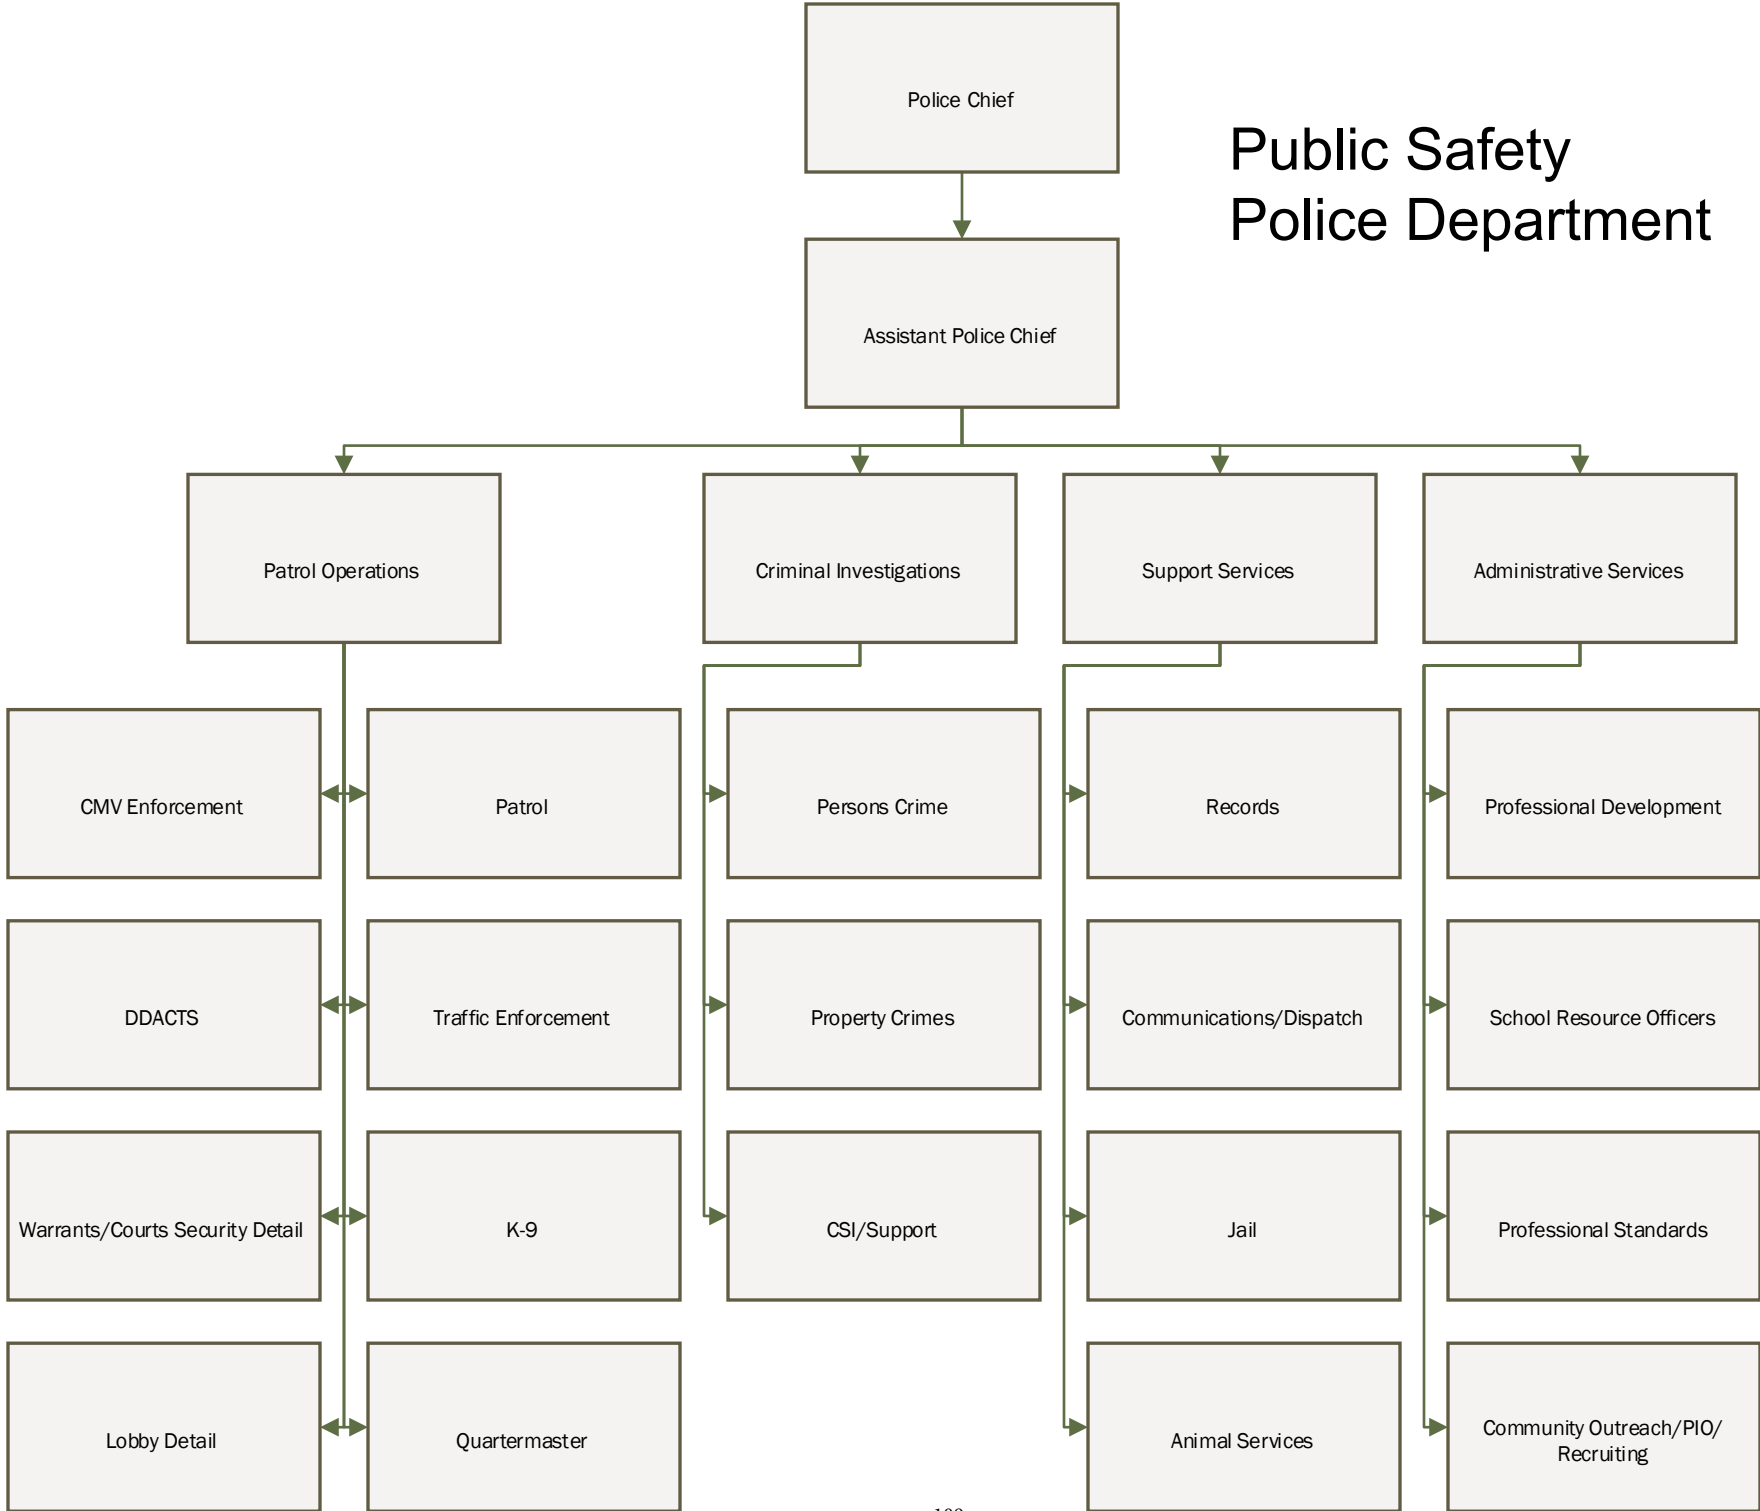 Police Chief
Public Safety
Police Department
Assistant Police Chief
Patrol Operations
Criminal Investigations
Support Services
Administrative Services
CMV Enforcement
Patrol
Persons Crime
Records
Professional Development
DDACTS
Traffic Enforcement
Property Crimes
Communications/Dispatch
School Resource Officers
Warrants/Courts Security Detail
K-9
CSI/Support
Jail
Professional Standards
Lobby Detail
Quartermaster
Animal Services
Community Outreach/PIO/
Recruiting